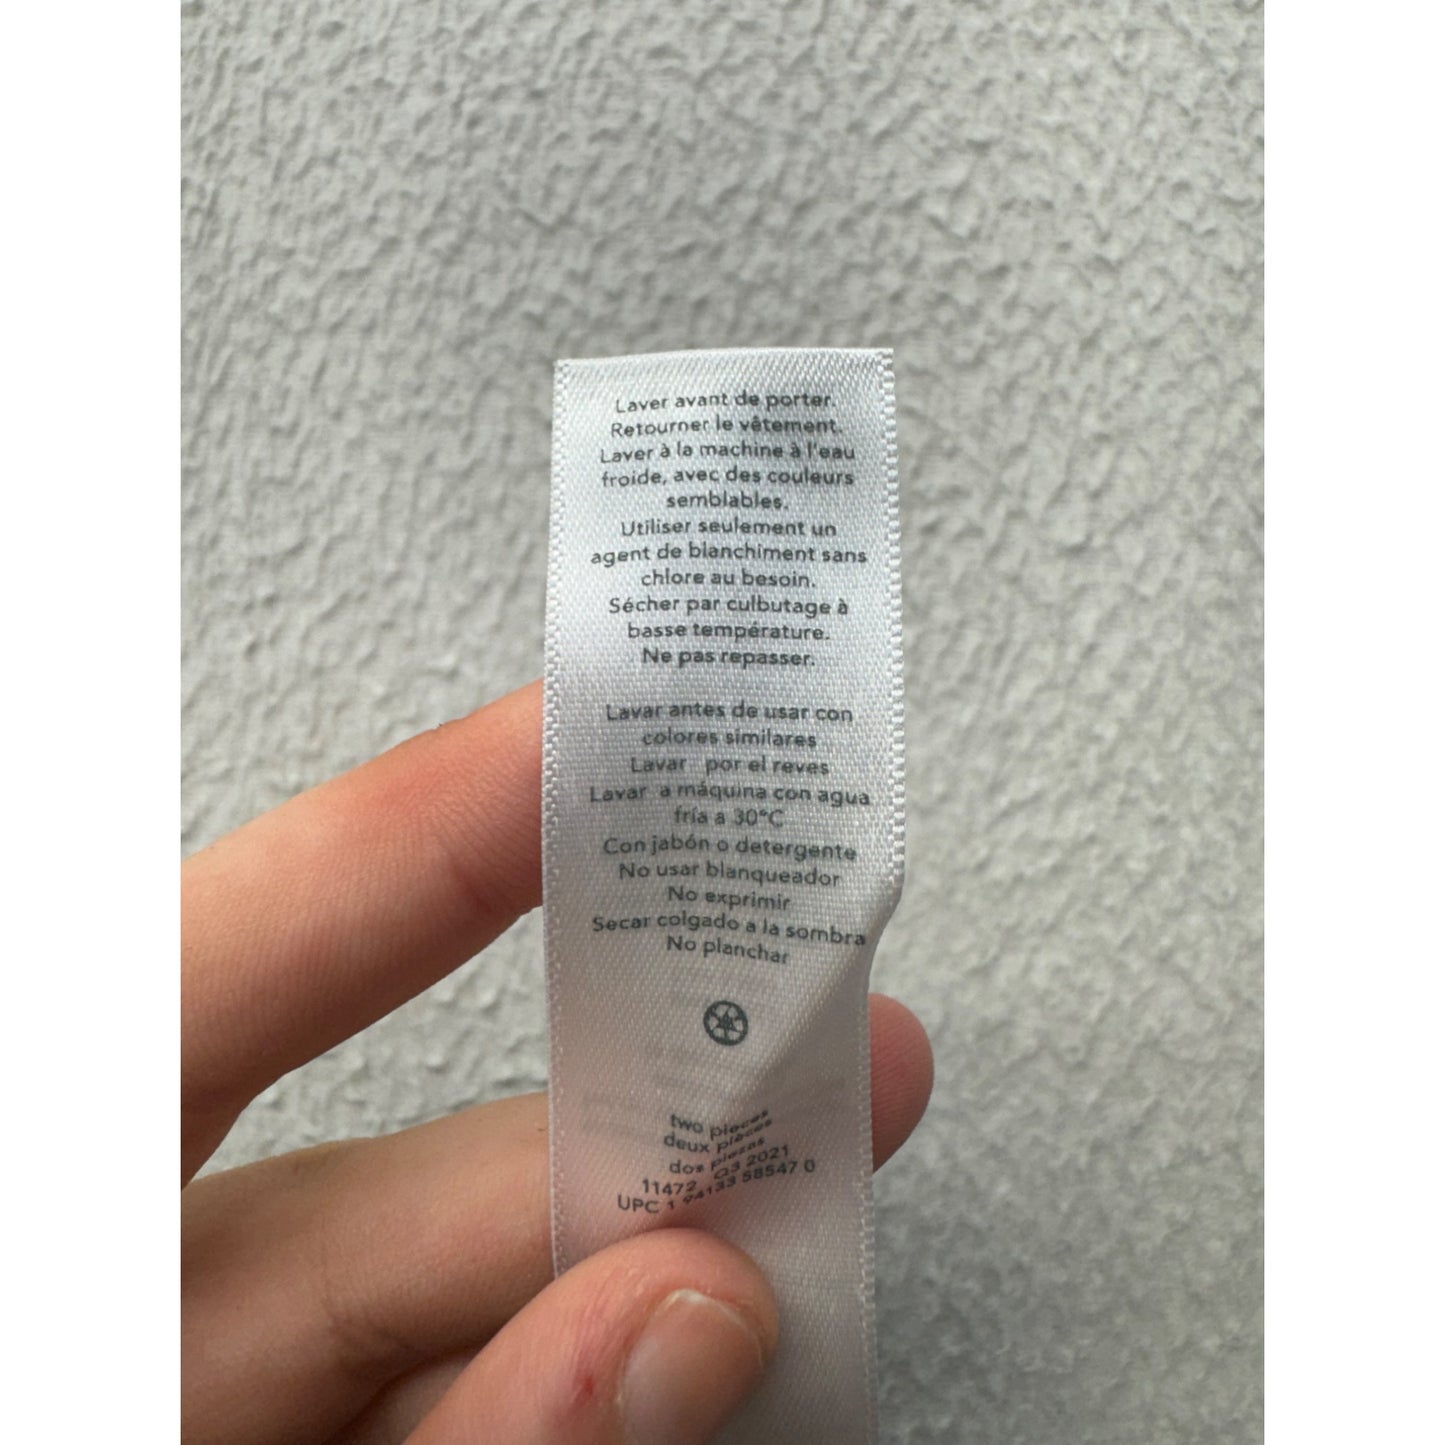 Laver avant de porter.
Retourner le vêtement.
Laver à la machine à l'eau
froide, avec des couleurs
semblables.
Utiliser seulement un
agent de blanchiment sans
chlore au besoin.
Sécher par culbutage à
basse température.
Ne pas repasser.
Lavar antes de usar con
colores similares
Lavar por el reves
Lavar a máquina con agua
fría a 30°C
Con jabón o detergente
No usar blanqueador
No exprimir
Secar colgado a la sombra
No planchar
two pieces
deux pièces
dos piezas
11472 Q3 2021
UPC 1 94133 58547 0